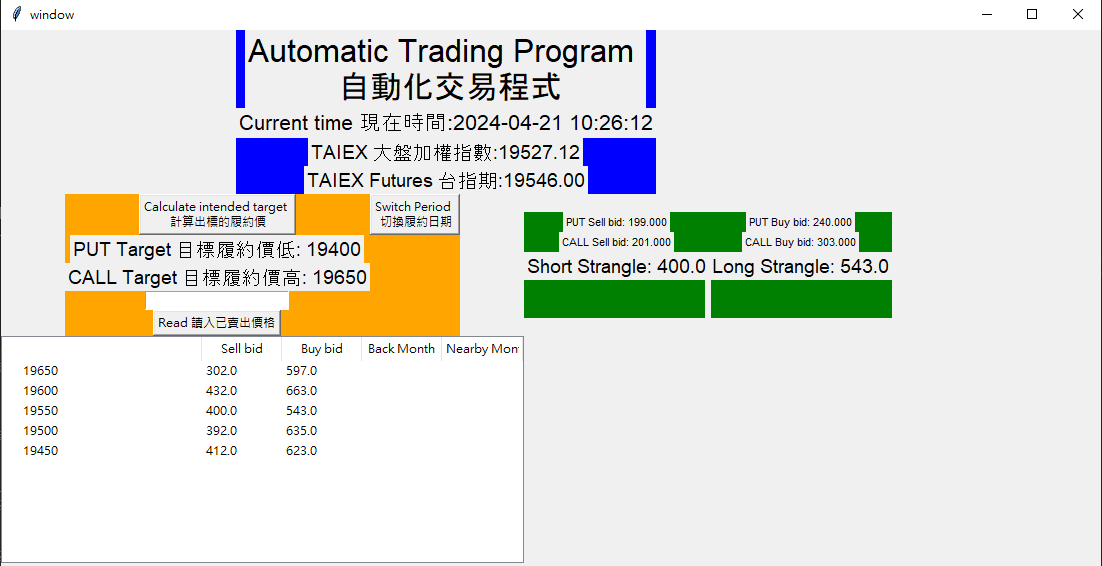 window
Automatic Trading Program
自動化交易程式
Current time 現在時間:2024-04-21 10:26:12
TAIEX 大盤加權指數:19527.12
TAIEX Futures 台指期:19546.00
Calculate intended target
計算出標的履約價
Switch Period
切換履約日期
PUT Target 目標履約價低: 19400
CALL Target 目標履約價高: 19650
Read 讀入已賣出價格
PUT Sell bid: 199.000
PUT Buy bid: 240.000
CALL Sell bid: 201.000
CALL Buy bid: 303.000
Short Strangle: 400.0
Long Strangle: 543.0
Sell bid Buy bid Back Month Nearby Mon
19650 302.0 597.0
19600 432.0 663.0
19550 400.0 543.0
19500 392.0 635.0
19450 412.0 623.0